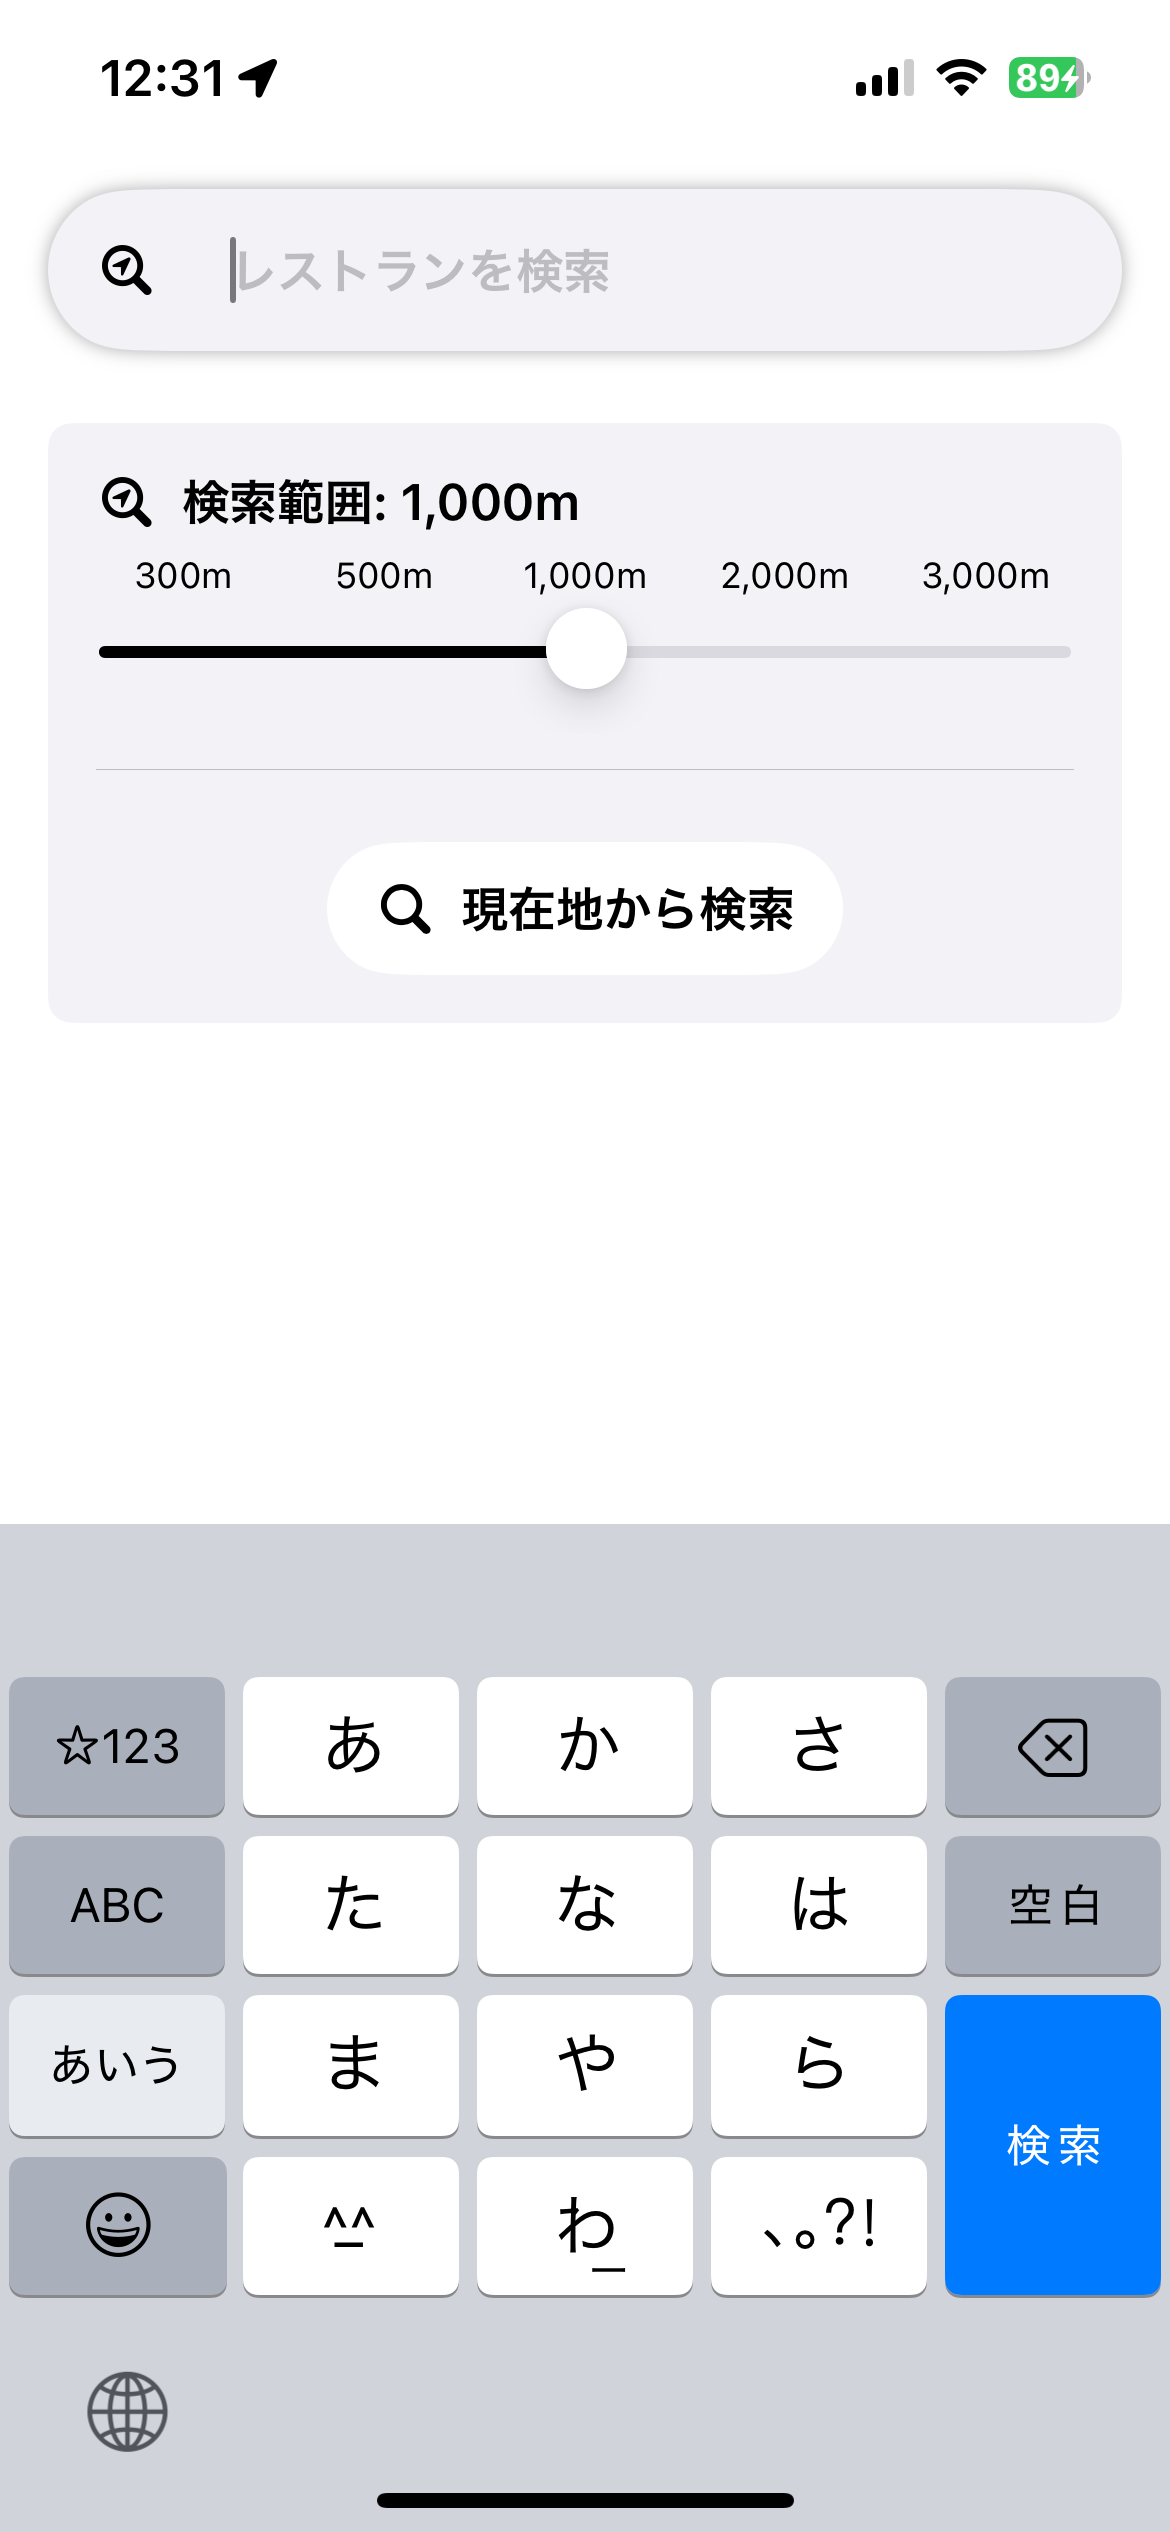 12:31
89
レストランを検索
検索範囲: 1,000m
300m 500m 1,000m 2,000m 3,000m
現在地から検索
☆123 あ か さ
ABC た な は 空白
あいう ま や ら 検索
^_^ わ_ 、。?!